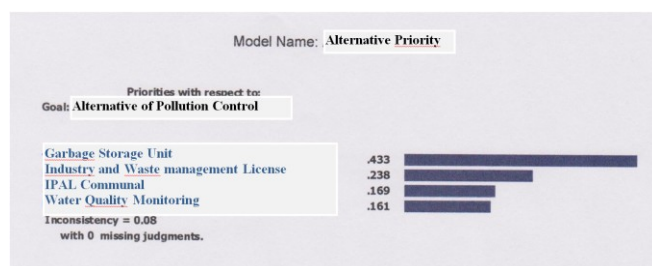 Model Name: Alternative Priority
Priorities with respect to:
Goal: Alternative of Pollution Control
Garbage Storage Unit .433
Industry and Waste management License .238
IPAL Communal .169
Water Quality Monitoring .161
Inconsistency = 0.08
with 0 missing judgments.